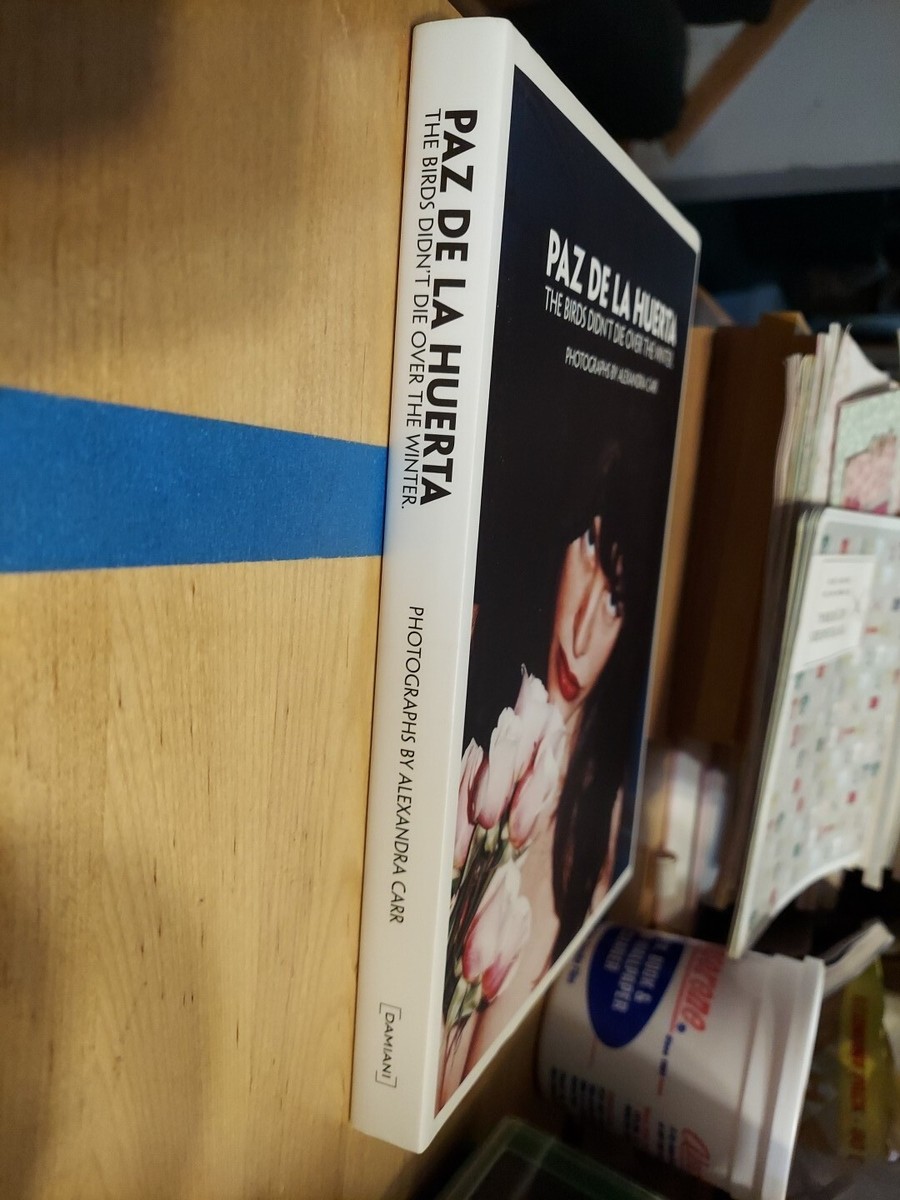 PAZ DE LA HUERTA
THE BIRDS DIDN'T DIE OVER THE WINTER.
PHOTOGRAPHS BY ALEXANDRA CARR
[DAMIANI]
PAZ DE LA HUERTA
THE BIRDS DIDN'T DIE OVER THE WINTER.
PHOTOGRAPHS BY ALEXANDRA CARR